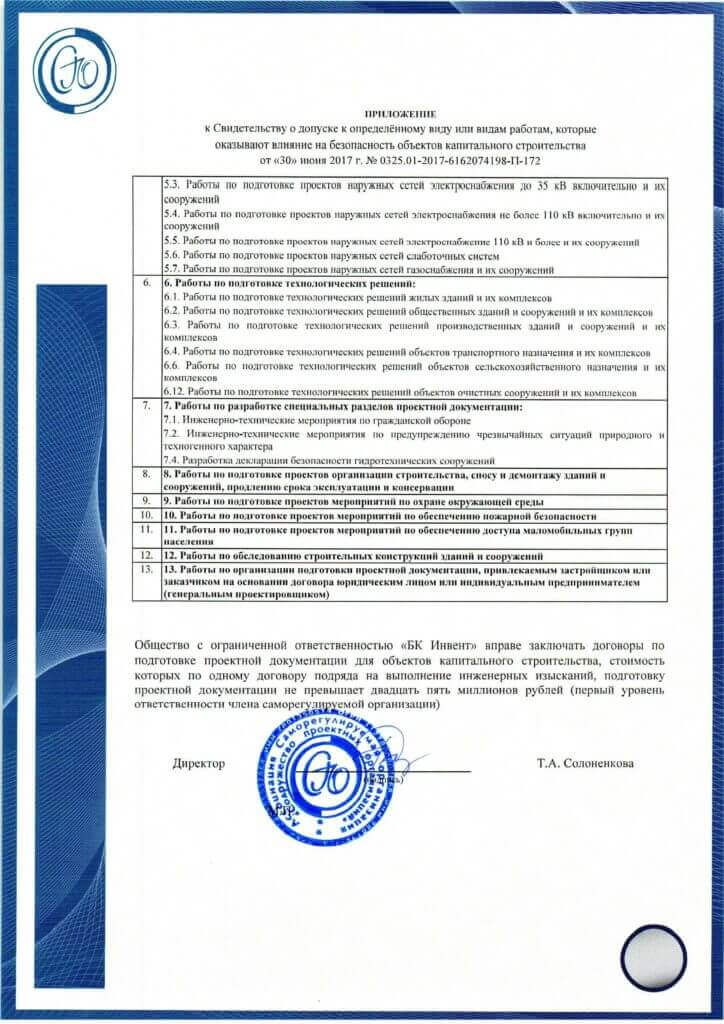 СПО
ПРИЛОЖЕНИЕ
к Свидетельству о допуске к определённому виду или видам работам, которые
оказывают влияние на безопасность объектов капитального строительства
от «30» июня 2017 г. № 0325.01-2017-6162074198-П-172
5.3. Работы по подготовке проектов наружных сетей электроснабжения до 35 кВ включительно и их
сооружений
5.4. Работы по подготовке проектов наружных сетей электроснабжения не более 110 кВ включительно и их
сооружений
5.5. Работы по подготовке проектов наружных сетей электроснабжение 110 кВ и более и их сооружений
5.6. Работы по подготовке проектов наружных сетей слаботочных систем
5.7. Работы по подготовке проектов наружных сетей газоснабжения и их сооружений
6. 6. Работы по подготовке технологических решений:
6.1. Работы по подготовке технологических решений жилых зданий и их комплексов
6.2. Работы по подготовке технологических решений общественных зданий и сооружений и их комплексов
6.3. Работы по подготовке технологических решений производственных зданий и сооружений и их
комплексов
6.4. Работы по подготовке технологических решений объектов транспортного назначения и их комплексов
6.6. Работы по подготовке технологических решений объектов сельскохозяйственного назначения и их
комплексов
6.12. Работы по подготовке технологических решений объектов очистных сооружений и их комплексов
7. 7. Работы по разработке специальных разделов проектной документации:
7.1. Инженерно-технические мероприятия по гражданской обороне
7.2. Инженерно-технические мероприятия по предупреждению чрезвычайных ситуаций природного и
техногенного характера
7.4. Разработка декларации безопасности гидротехнических сооружений
8. 8. Работы по подготовке проектов организации строительства, сносу и демонтажу зданий и
сооружений, продлению срока эксплуатации и консервации
9. 9. Работы по подготовке проектов мероприятий по охране окружающей среды
10. 10. Работы по подготовке проектов мероприятий по обеспечению пожарной безопасности
11. 11. Работы по подготовке проектов мероприятий по обеспечению доступа маломобильных групп
населения
12. 12. Работы по обследованию строительных конструкций зданий и сооружений
13. 13. Работы по организации подготовки проектной документации, привлекаемым застройщиком или
заказчиком на основании договора юридическим лицом или индивидуальным предпринимателем
(генеральным проектировщиком)
Общество с ограниченной ответственностью «БК Инвент» вправе заключать договоры по
подготовке проектной документации для объектов капитального строительства, стоимость
которых по одному договору подряда на выполнение инженерных изысканий, подготовку
проектной документации не превышает двадцать пять миллионов рублей (первый уровень
ответственности члена саморегулируемой организации)
Директор Т.А. Солоненкова
(подпись)
Ассоциация Саморегулируемая организация
«Содружество проектных организаций»
СПО